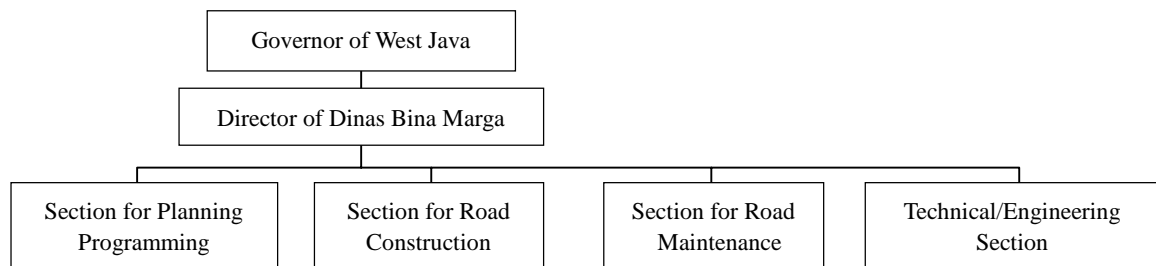 Governor of West Java
Director of Dinas Bina Marga
Section for Planning
Programming
Section for Road
Construction
Section for Road
Maintenance
Technical/Engineering
Section